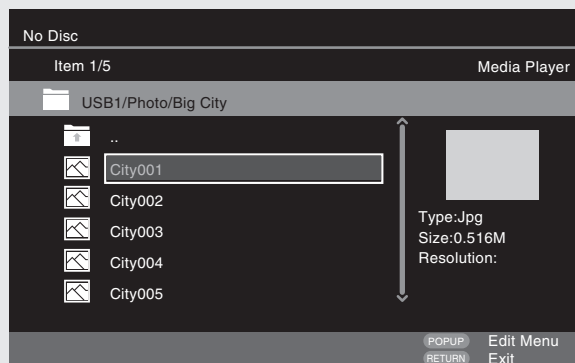 No Disc
Item 1/5
Media Player
USB1/Photo/Big City
..
City001
City002
City003
City004
City005
Type:Jpg
Size:0.516M
Resolution:
POPUP Edit Menu
RETURN Exit